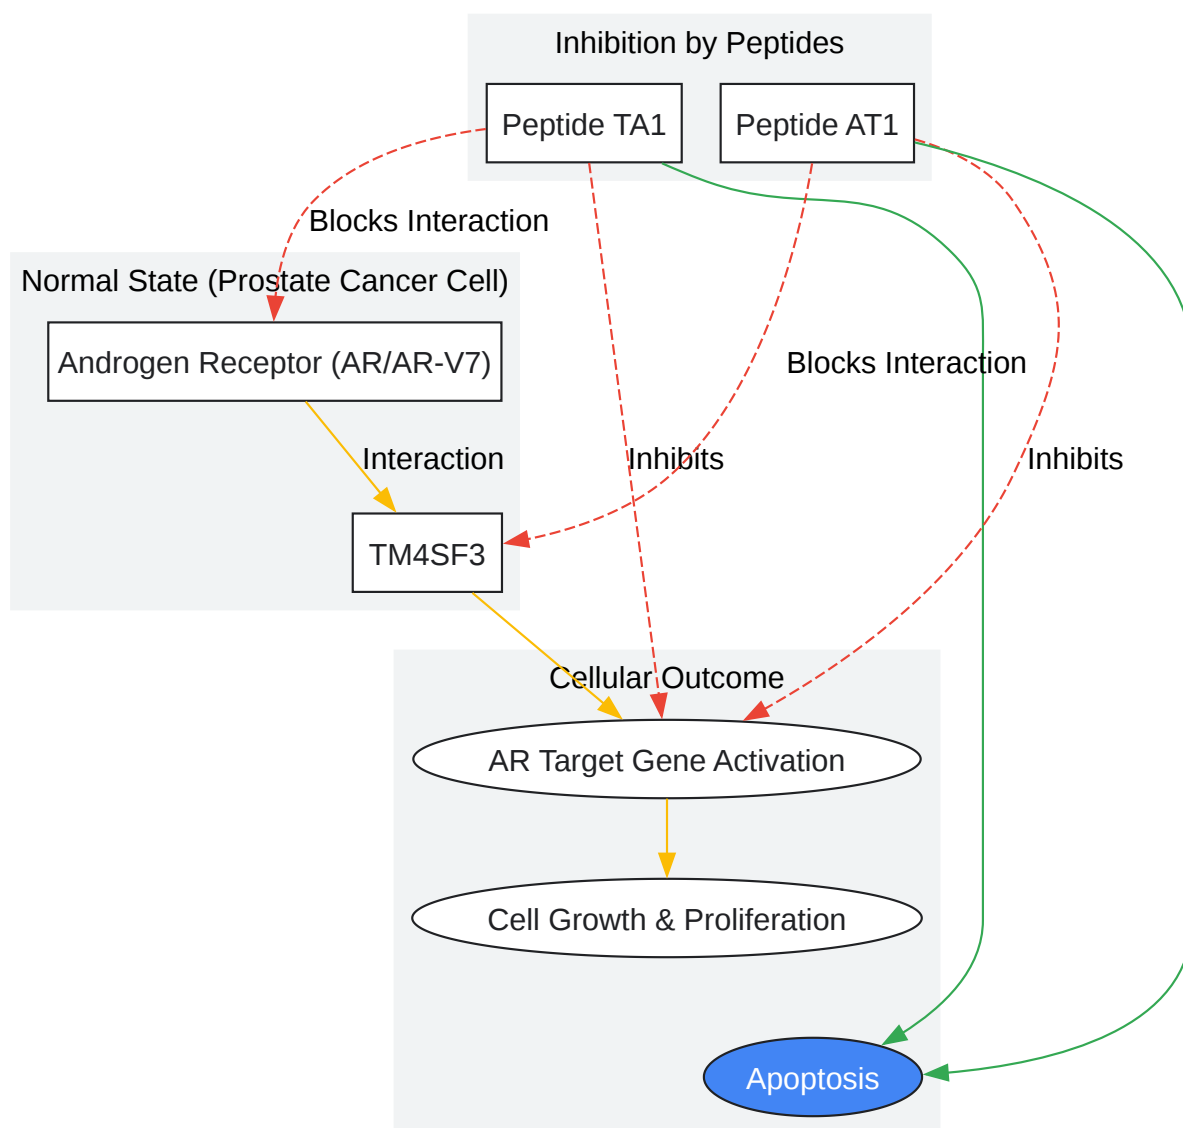 Inhibition by Peptides
Peptide TA1
Peptide AT1
Blocks Interaction
Normal State (Prostate Cancer Cell)
Androgen Receptor (AR/AR-V7)
Blocks Interaction
Interaction
Inhibits
Inhibits
TM4SF3
Cellular Outcome
AR Target Gene Activation
Cell Growth & Proliferation
Apoptosis